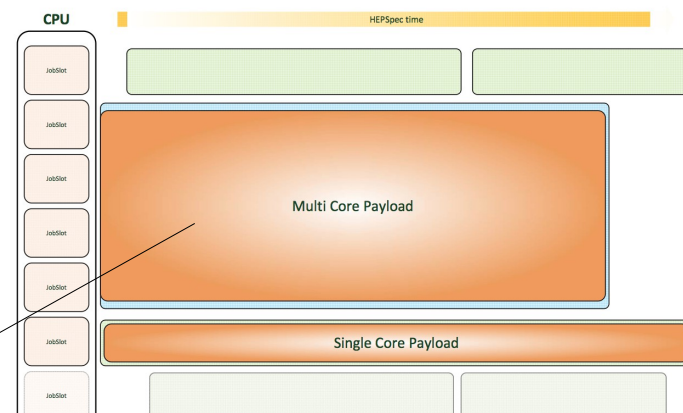 CPU
HEPSpec time
JobSlot
JobSlot
JobSlot
JobSlot
JobSlot
JobSlot
JobSlot
Multi Core Payload
Single Core Payload